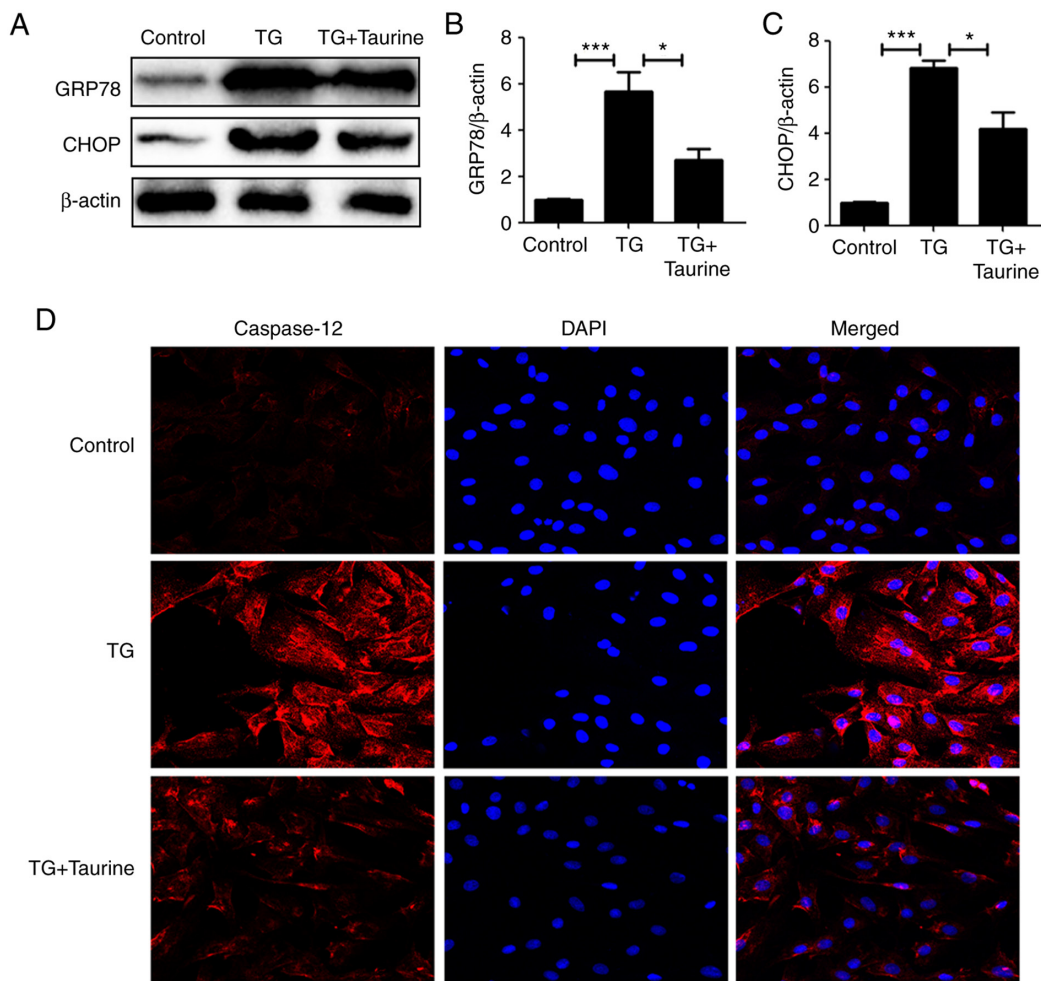 A
Control TG TG+Taurine
GRP78
CHOP
β-actin
B
GRP78/β-actin
8
6
4
2
0
***
*
Control
TG
TG+
Taurine
C
CHOP/β-actin
8
6
4
2
0
***
*
Control
TG
TG+
Taurine
D
Caspase-12 DAPI Merged
Control
TG
TG+Taurine